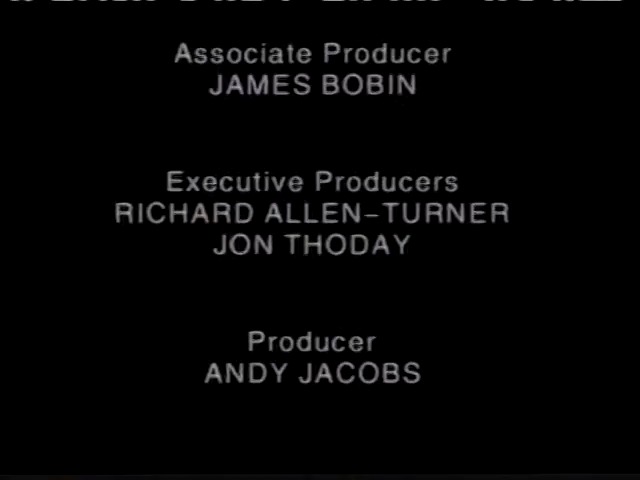 Associate Producer
JAMES BOBIN
Executive Producers
RICHARD ALLEN-TURNER
JON THODAY
Producer
ANDY JACOBS